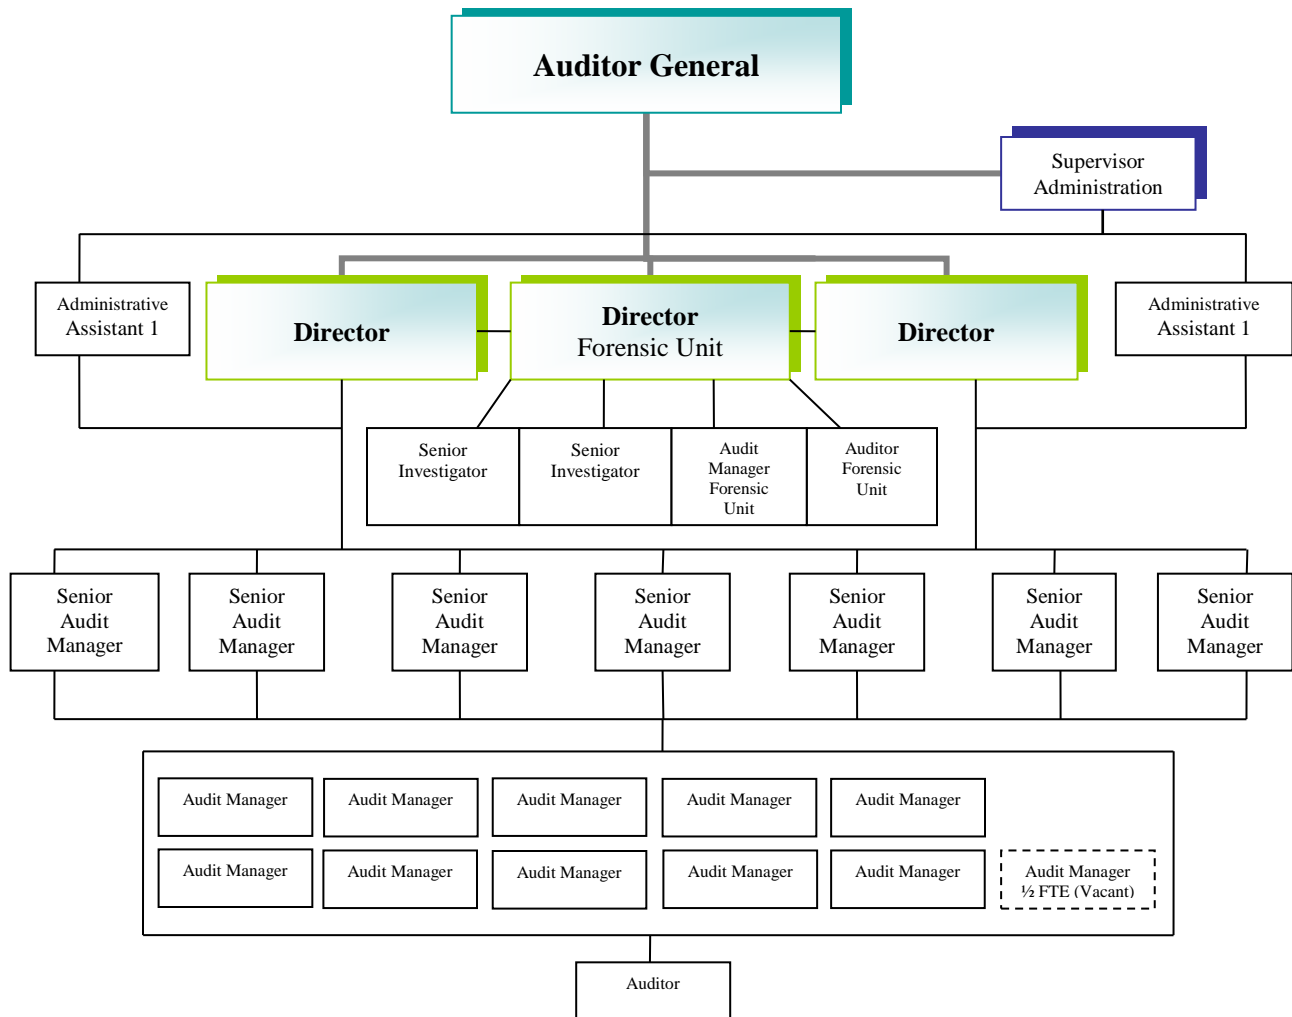 Auditor General
Supervisor
Administration
Administrative
Assistant 1
Director
Director
Forensic Unit
Director
Administrative
Assistant 1
Senior
Investigator
Senior
Investigator
Audit
Manager
Forensic
Unit
Auditor
Forensic
Unit
Senior
Audit
Manager
Senior
Audit
Manager
Senior
Audit
Manager
Senior
Audit
Manager
Senior
Audit
Manager
Senior
Audit
Manager
Senior
Audit
Manager
Audit Manager
Audit Manager
Audit Manager
Audit Manager
Audit Manager
Audit Manager
Audit Manager
Audit Manager
Audit Manager
Audit Manager
Audit Manager
½ FTE (Vacant)
Auditor